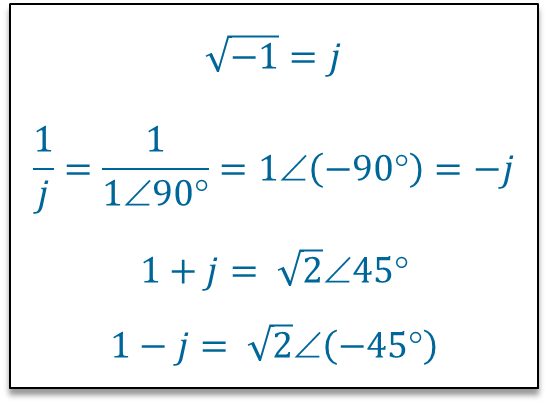 √−1 = j
1/j = 1/1∠90° = 1∠(−90°) = −j
1 + j = √2∠45°
1 − j = √2∠(−45°)